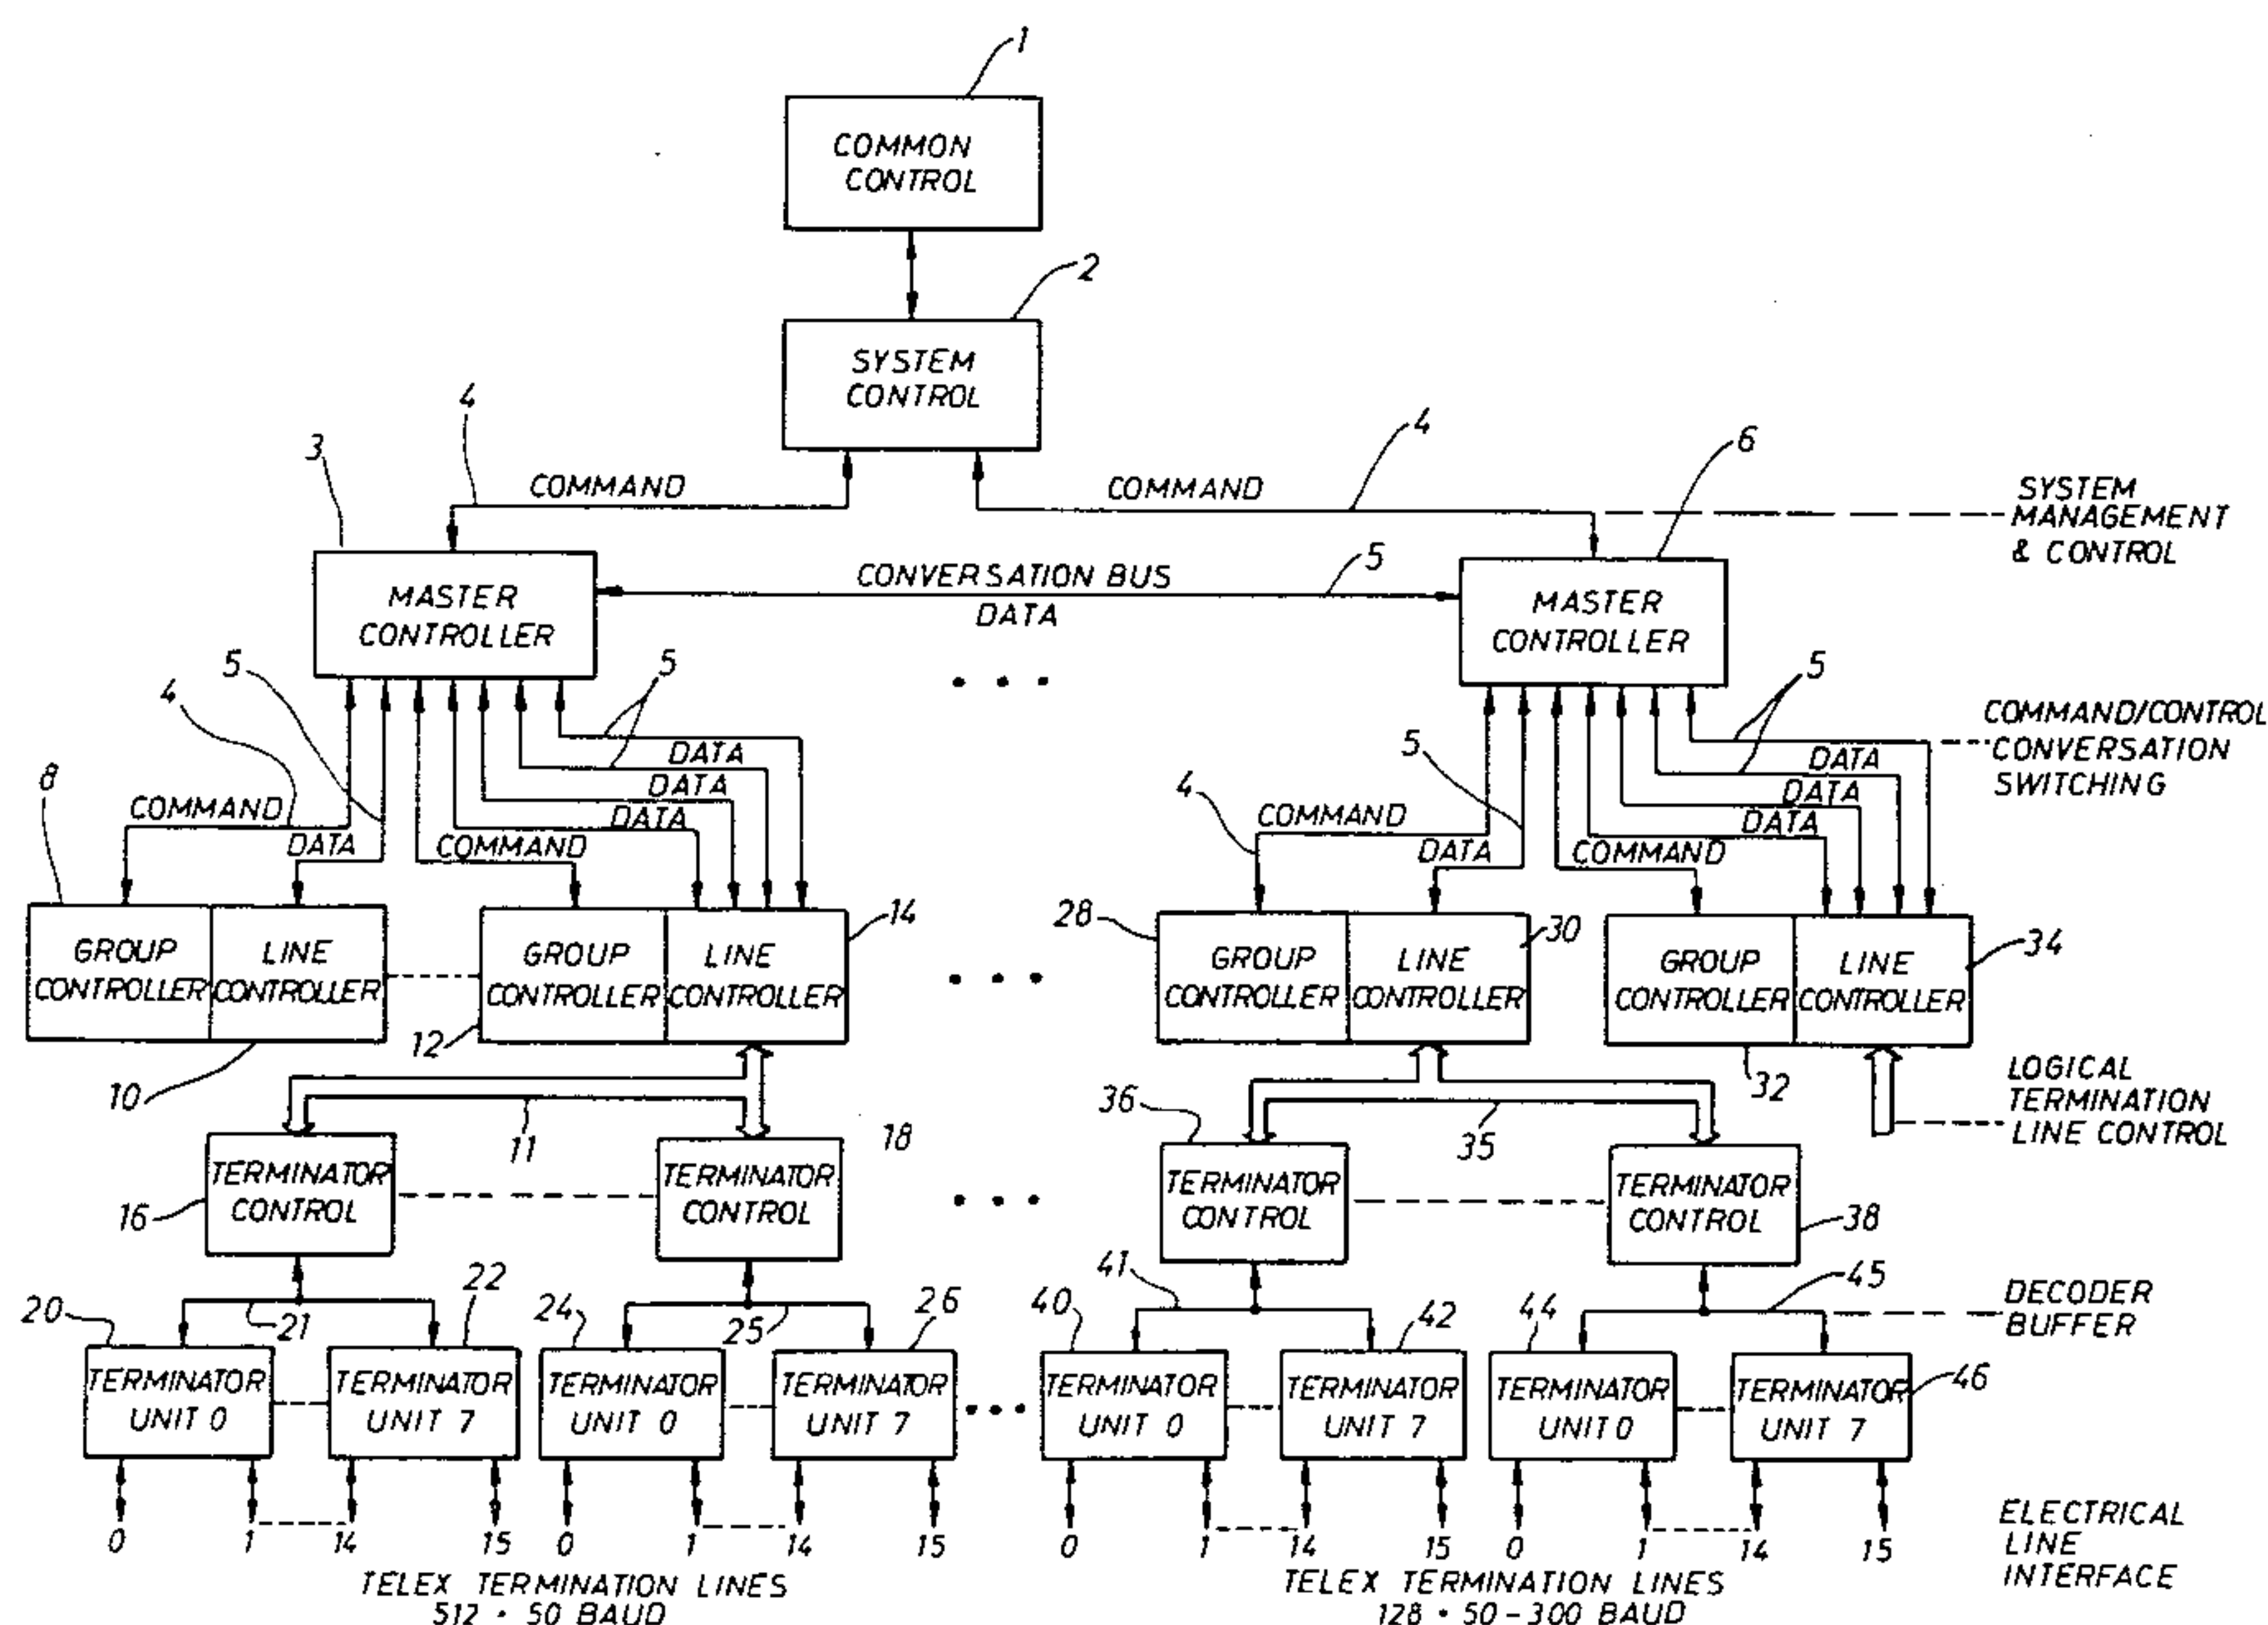 1
COMMON
CONTROL
2
SYSTEM
CONTROL
4
4
3
6
COMMAND
COMMAND
SYSTEM
MANAGEMENT
& CONTROL
CONVERSATION BUS
5
DATA
MASTER
CONTROLLER
MASTER
CONTROLLER
5
4
5
5
5
COMMAND/CONTROL
CONVERSATION
SWITCHING
DATA
DATA
DATA
DATA
DATA
DATA
8
COMMAND
DATA
COMMAND
4
COMMAND
DATA
COMMAND
14
28
30
34
GROUP
CONTROLLER
LINE
CONTROLLER
GROUP
CONTROLLER
LINE
CONTROLLER
GROUP
CONTROLLER
LINE
CONTROLLER
GROUP
CONTROLLER
LINE
CONTROLLER
10
12
32
LOGICAL
TERMINATION
LINE CONTROL
11
18
36
35
TERMINATOR
CONTROL
TERMINATOR
CONTROL
TERMINATOR
CONTROL
TERMINATOR
CONTROL
16
38
20
21
22
24
25
26
40
41
42
44
45
DECODER
BUFFER
TERMINATOR
UNIT 0
TERMINATOR
UNIT 7
TERMINATOR
UNIT 0
TERMINATOR
UNIT 7
TERMINATOR
UNIT 0
TERMINATOR
UNIT 7
TERMINATOR
UNIT 0
TERMINATOR
UNIT 7
46
0 1 14 15 0 1 14 15 0 1 14 15 0 1 14 15
ELECTRICAL
LINE
INTERFACE
TELEX TERMINATION LINES
512 • 50 BAUD
TELEX TERMINATION LINES
128 • 50-300 BAUD